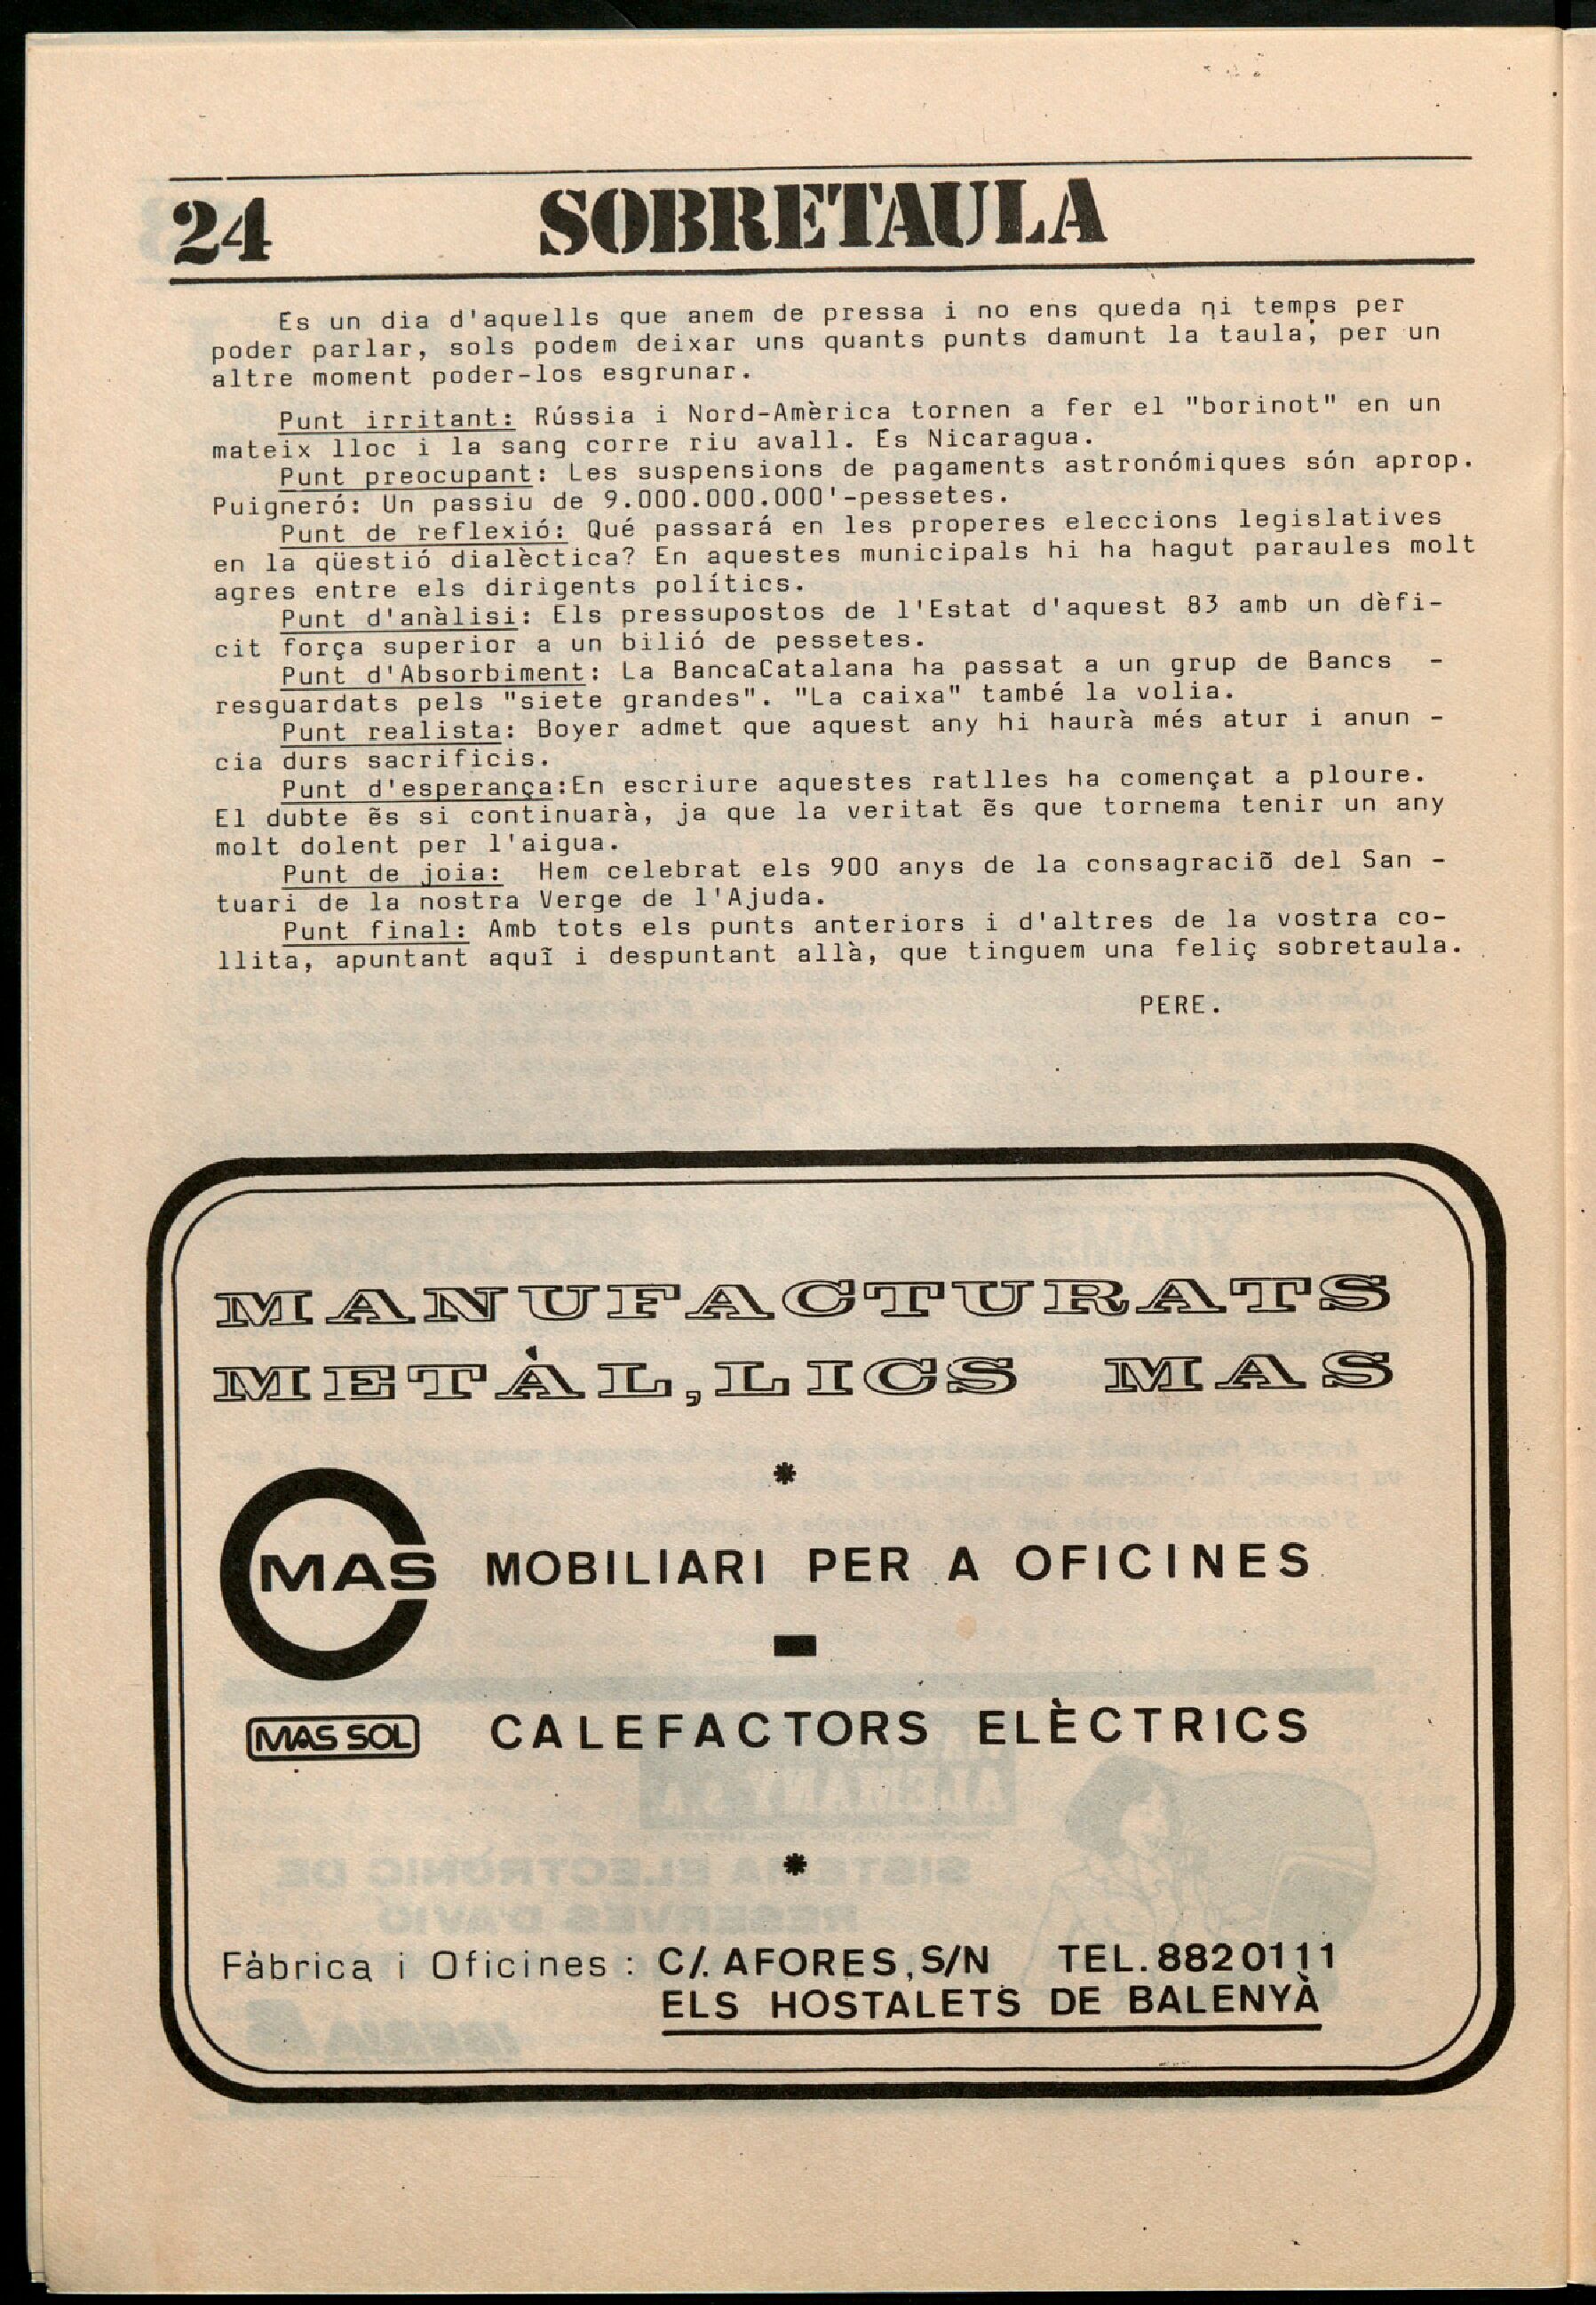 24 SOBRETAULA
Es un dia d'aquells que anem de pressa i no ens queda ni temps per
poder parlar, sols podem deixar uns quants punts damunt la taula, per un
altre moment poder-los esgrunar.
Punt irritant: Rússia i Nord-Amèrica tornen a fer el "borinot" en un
mateix lloc i la sang corre riu avall. Es Nicaragua.
Punt preocupant: Les suspensions de pagaments astronómiques són aprop.
Puigneró: Un passiu de 9.000.000.000'-pessetes.
Punt de reflexió: Qué passará en les properes eleccions legislatives
en la qüestió dialèctica? En aquestes municipals hi ha hagut paraules molt
agres entre els dirigents polítics.
Punt d'anàlisi: Els pressupostos de l'Estat d'aquest 83 amb un dèfi-
cit força superior a un bilió de pessetes.
Punt d'Absorbiment: La BancaCatalana ha passat a un grup de Bancs -
resguardats pels "siete grandes". "La caixa" també la volia.
Punt realista: Boyer admet que aquest any hi haurà més atur i anun -
cia durs sacrificis.
Punt d'esperança:En escriure aquestes ratlles ha començat a ploure.
El dubte ẽs si continuarà, ja que la veritat ẽs que tornema tenir un any
molt dolent per l'aigua.
Punt de joia: Hem celebrat els 900 anys de la consagraciõ del San -
tuari de la nostra Verge de l'Ajuda.
Punt final: Amb tots els punts anteriors i d'altres de la vostra co-
llita, apuntant aquĩ i despuntant allà, que tinguem una feliç sobretaula.
PERE.
MANUFACTURATS
METÀL,LICS MAS
*
MAS MOBILIARI PER A OFICINES
-
MAS SOL CALEFACTORS ELÈCTRICS
*
Fàbrica i Oficines : C/. AFORES, S/N TEL. 8820111
ELS HOSTALETS DE BALENYÀ